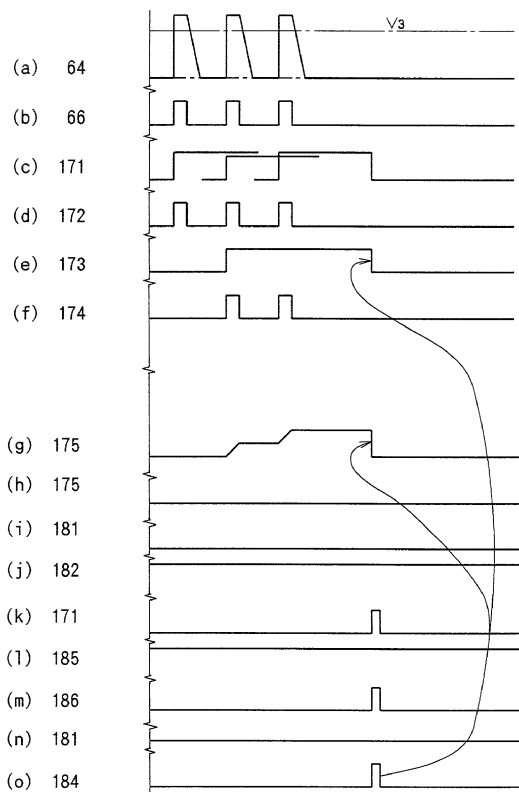 V3
(a) 64
(b) 66
(c) 171
(d) 172
(e) 173
(f) 174
(g) 175
(h) 175
(i) 181
(j) 182
(k) 171
(l) 185
(m) 186
(n) 181
(o) 184